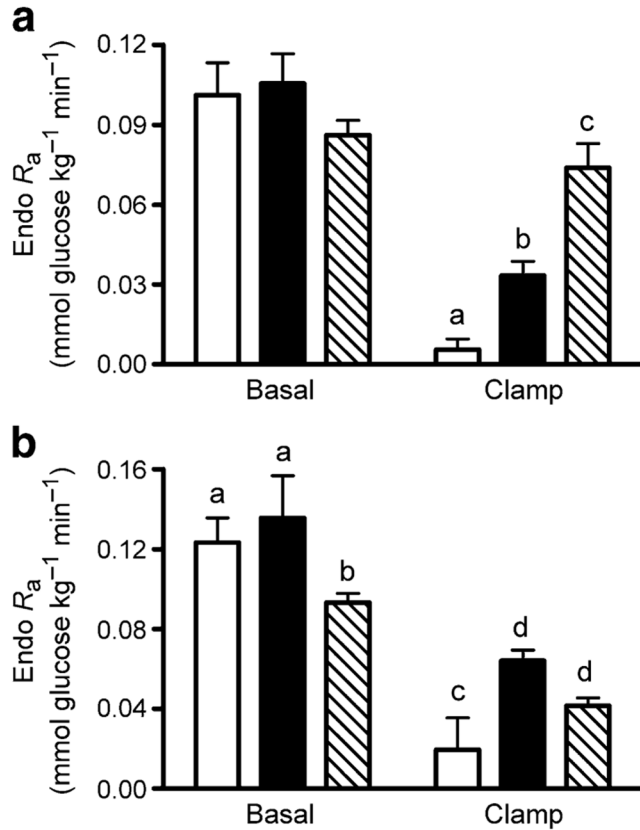 a
Endo Ra
(mmol glucose kg−1 min−1)
0.12
0.09
0.06
0.03
0.00
a
b
c
Basal
Clamp
b
Endo Ra
(mmol glucose kg−1 min−1)
0.16
0.12
0.08
0.04
0.00
a
a
b
c
d
d
Basal
Clamp